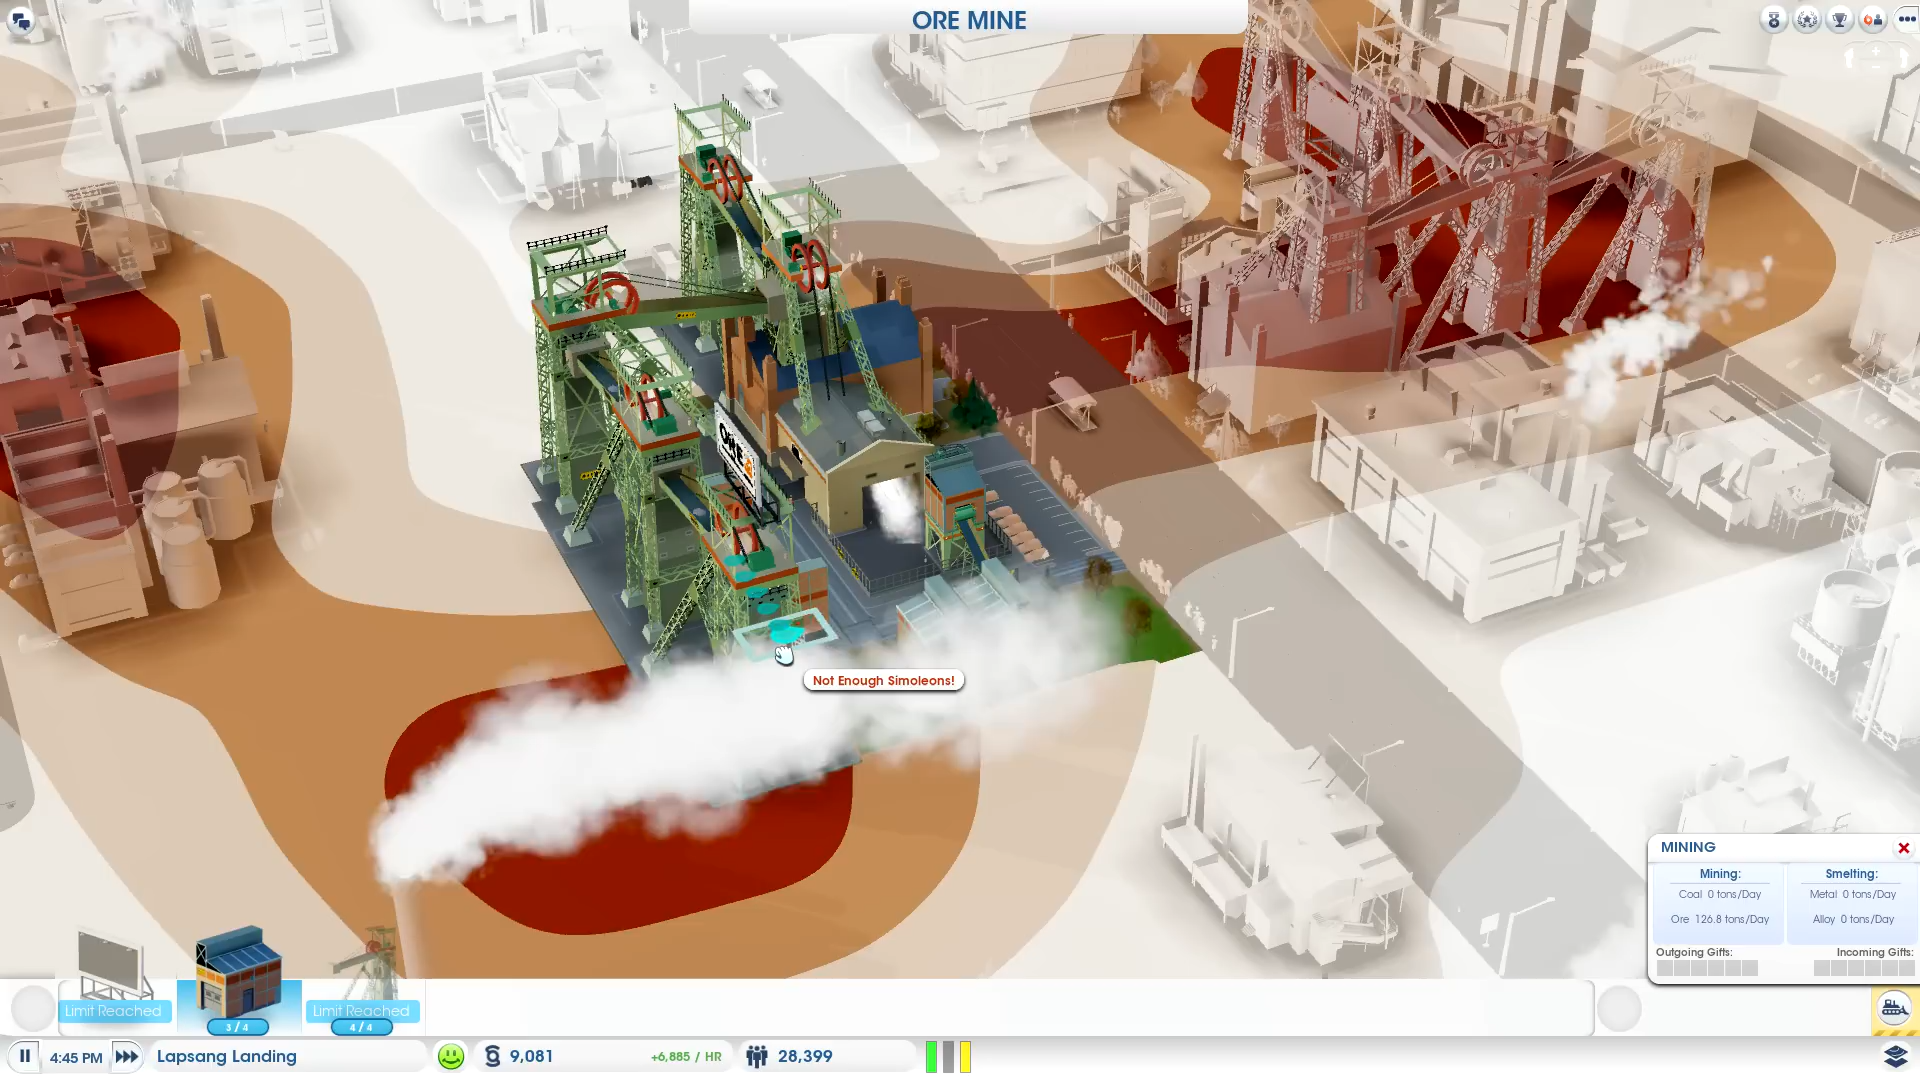 ORE MINE
ORE
Not Enough Simoleons!
MINING
Mining:
Smelting:
Coal 0 tons/Day
Metal 0 tons/Day
Ore 126.8 tons/Day
Alloy 0 tons/Day
Outgoing Gifts:
Incoming Gifts:
Limit Reached
3 / 4
Limit Reached
4 / 4
4:45 PM
Lapsang Landing
9,081
+6,885 / HR
28,399